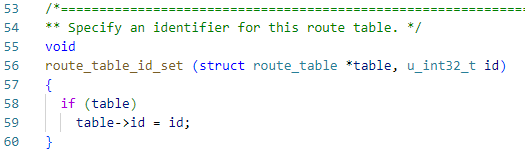 53 /*=============================================================
54 ** Specify an identifier for this route table. */
55 void
56 route_table_id_set (struct route_table *table, u_int32_t id)
57 {
58 if (table)
59 table->id = id;
60 }